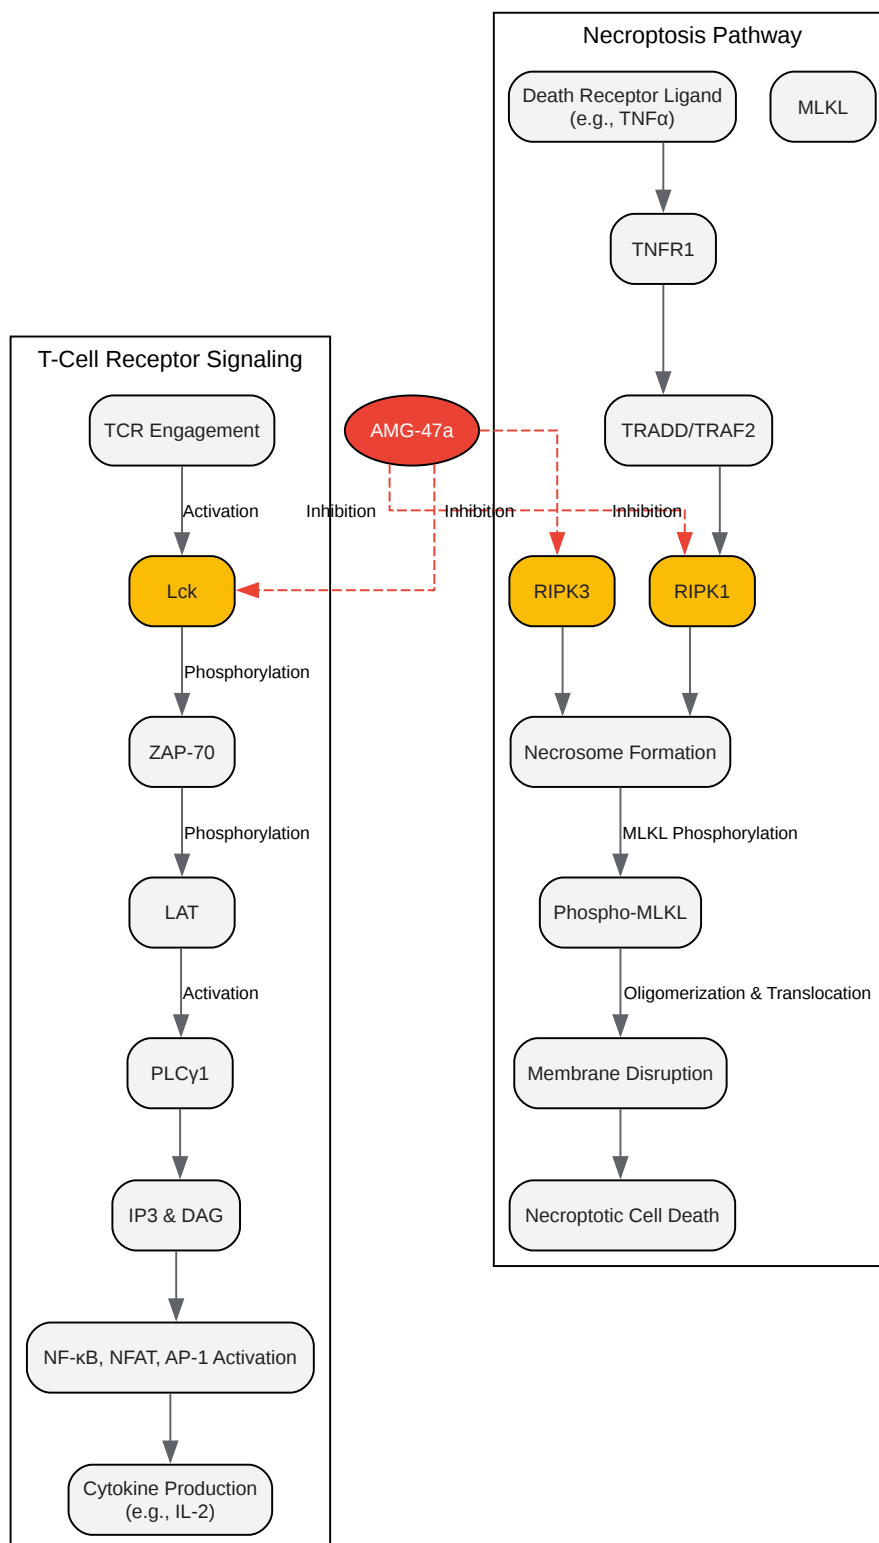 Necroptosis Pathway
Death Receptor Ligand
(e.g., TNFα)
MLKL
TNFR1
T-Cell Receptor Signaling
TCR Engagement
AMG-47a
TRADD/TRAF2
Activation
Inhibition
Inhibition
Inhibition
Lck
RIPK3
RIPK1
Phosphorylation
ZAP-70
Necrosome Formation
Phosphorylation
MLKL Phosphorylation
LAT
Phospho-MLKL
Activation
Oligomerization & Translocation
PLCγ1
Membrane Disruption
IP3 & DAG
Necroptotic Cell Death
NF-κB, NFAT, AP-1 Activation
Cytokine Production
(e.g., IL-2)